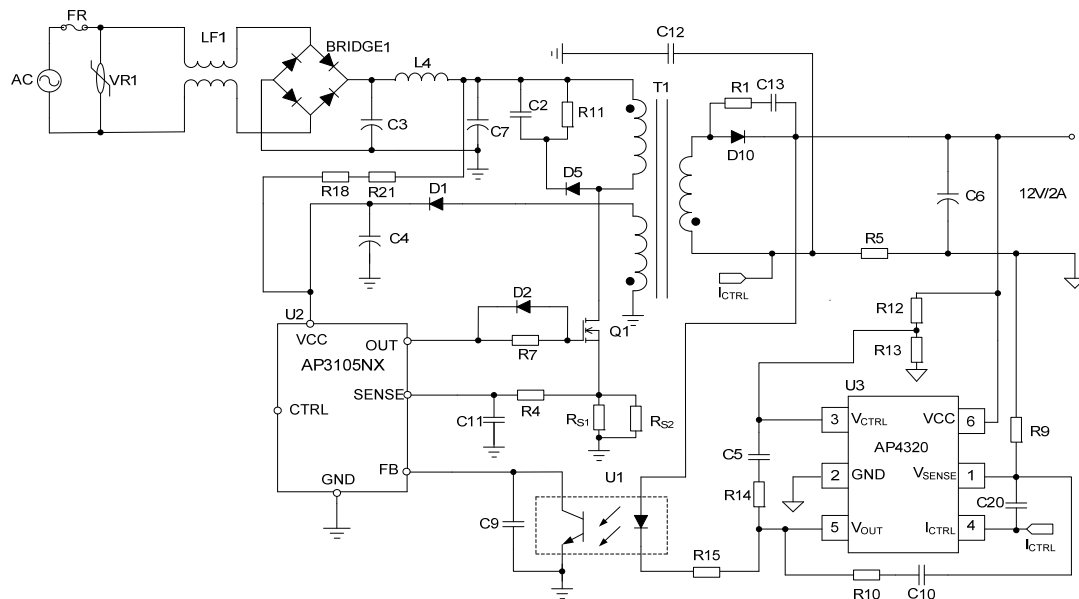 FR
LF1
BRIDGE1
AC
VR1
L4
C3
C7
C2
R11
C12
T1
R1
C13
D10
D5
R18
R21
D1
C4
C6
12V/2A
R5
ICTRL
U2
VCC
OUT
AP3105NX
SENSE
CTRL
FB
GND
D2
R7
Q1
R4
C11
RS1
RS2
R12
R13
U3
3
VCTRL
VCC
6
AP4320
R9
C5
2
GND
VSENSE
1
R14
C20
5
VOUT
ICTRL
4
ICTRL
U1
C9
R15
R10
C10